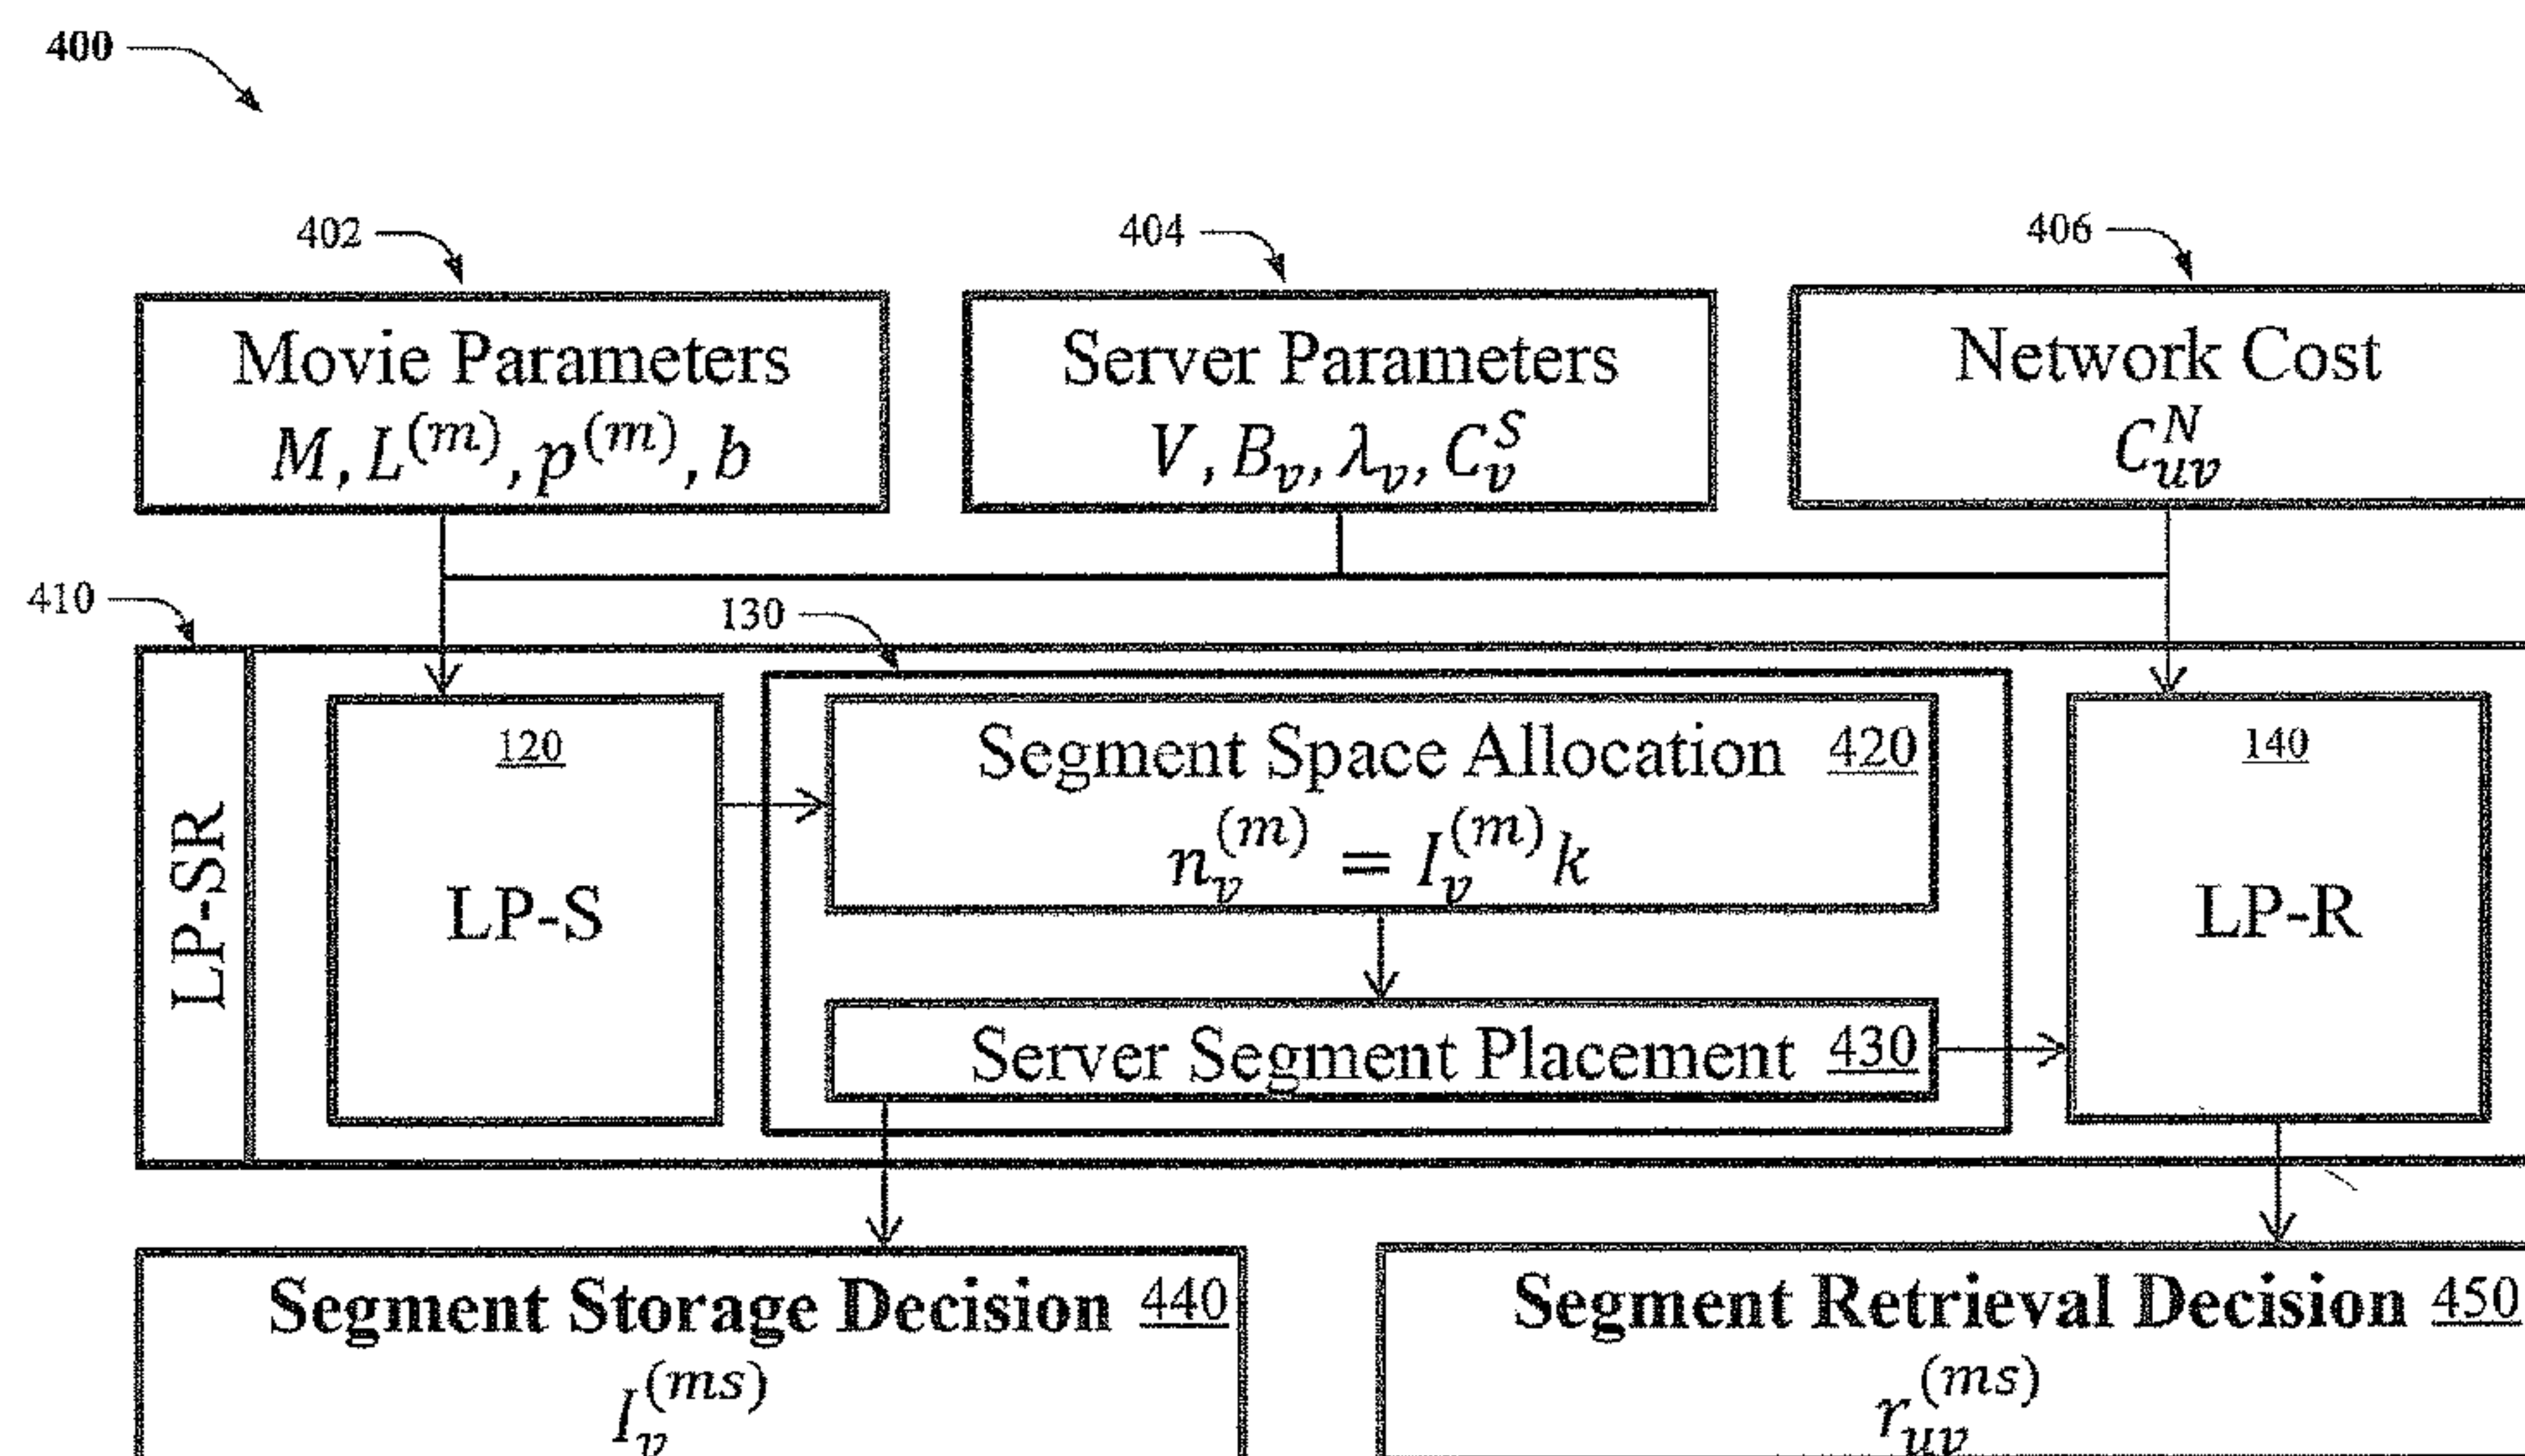 400
402
404
406
Movie Parameters
M, L^(m), p^(m), b
Server Parameters
V, B_v, λ_v, C_v^S
Network Cost
C_uv^N
410
130
LP-SR
120
LP-S
Segment Space Allocation 420
n_v^(m) = I_v^(m) k
Server Segment Placement 430
140
LP-R
Segment Storage Decision 440
I_v^(ms)
Segment Retrieval Decision 450
r_uv^(ms)